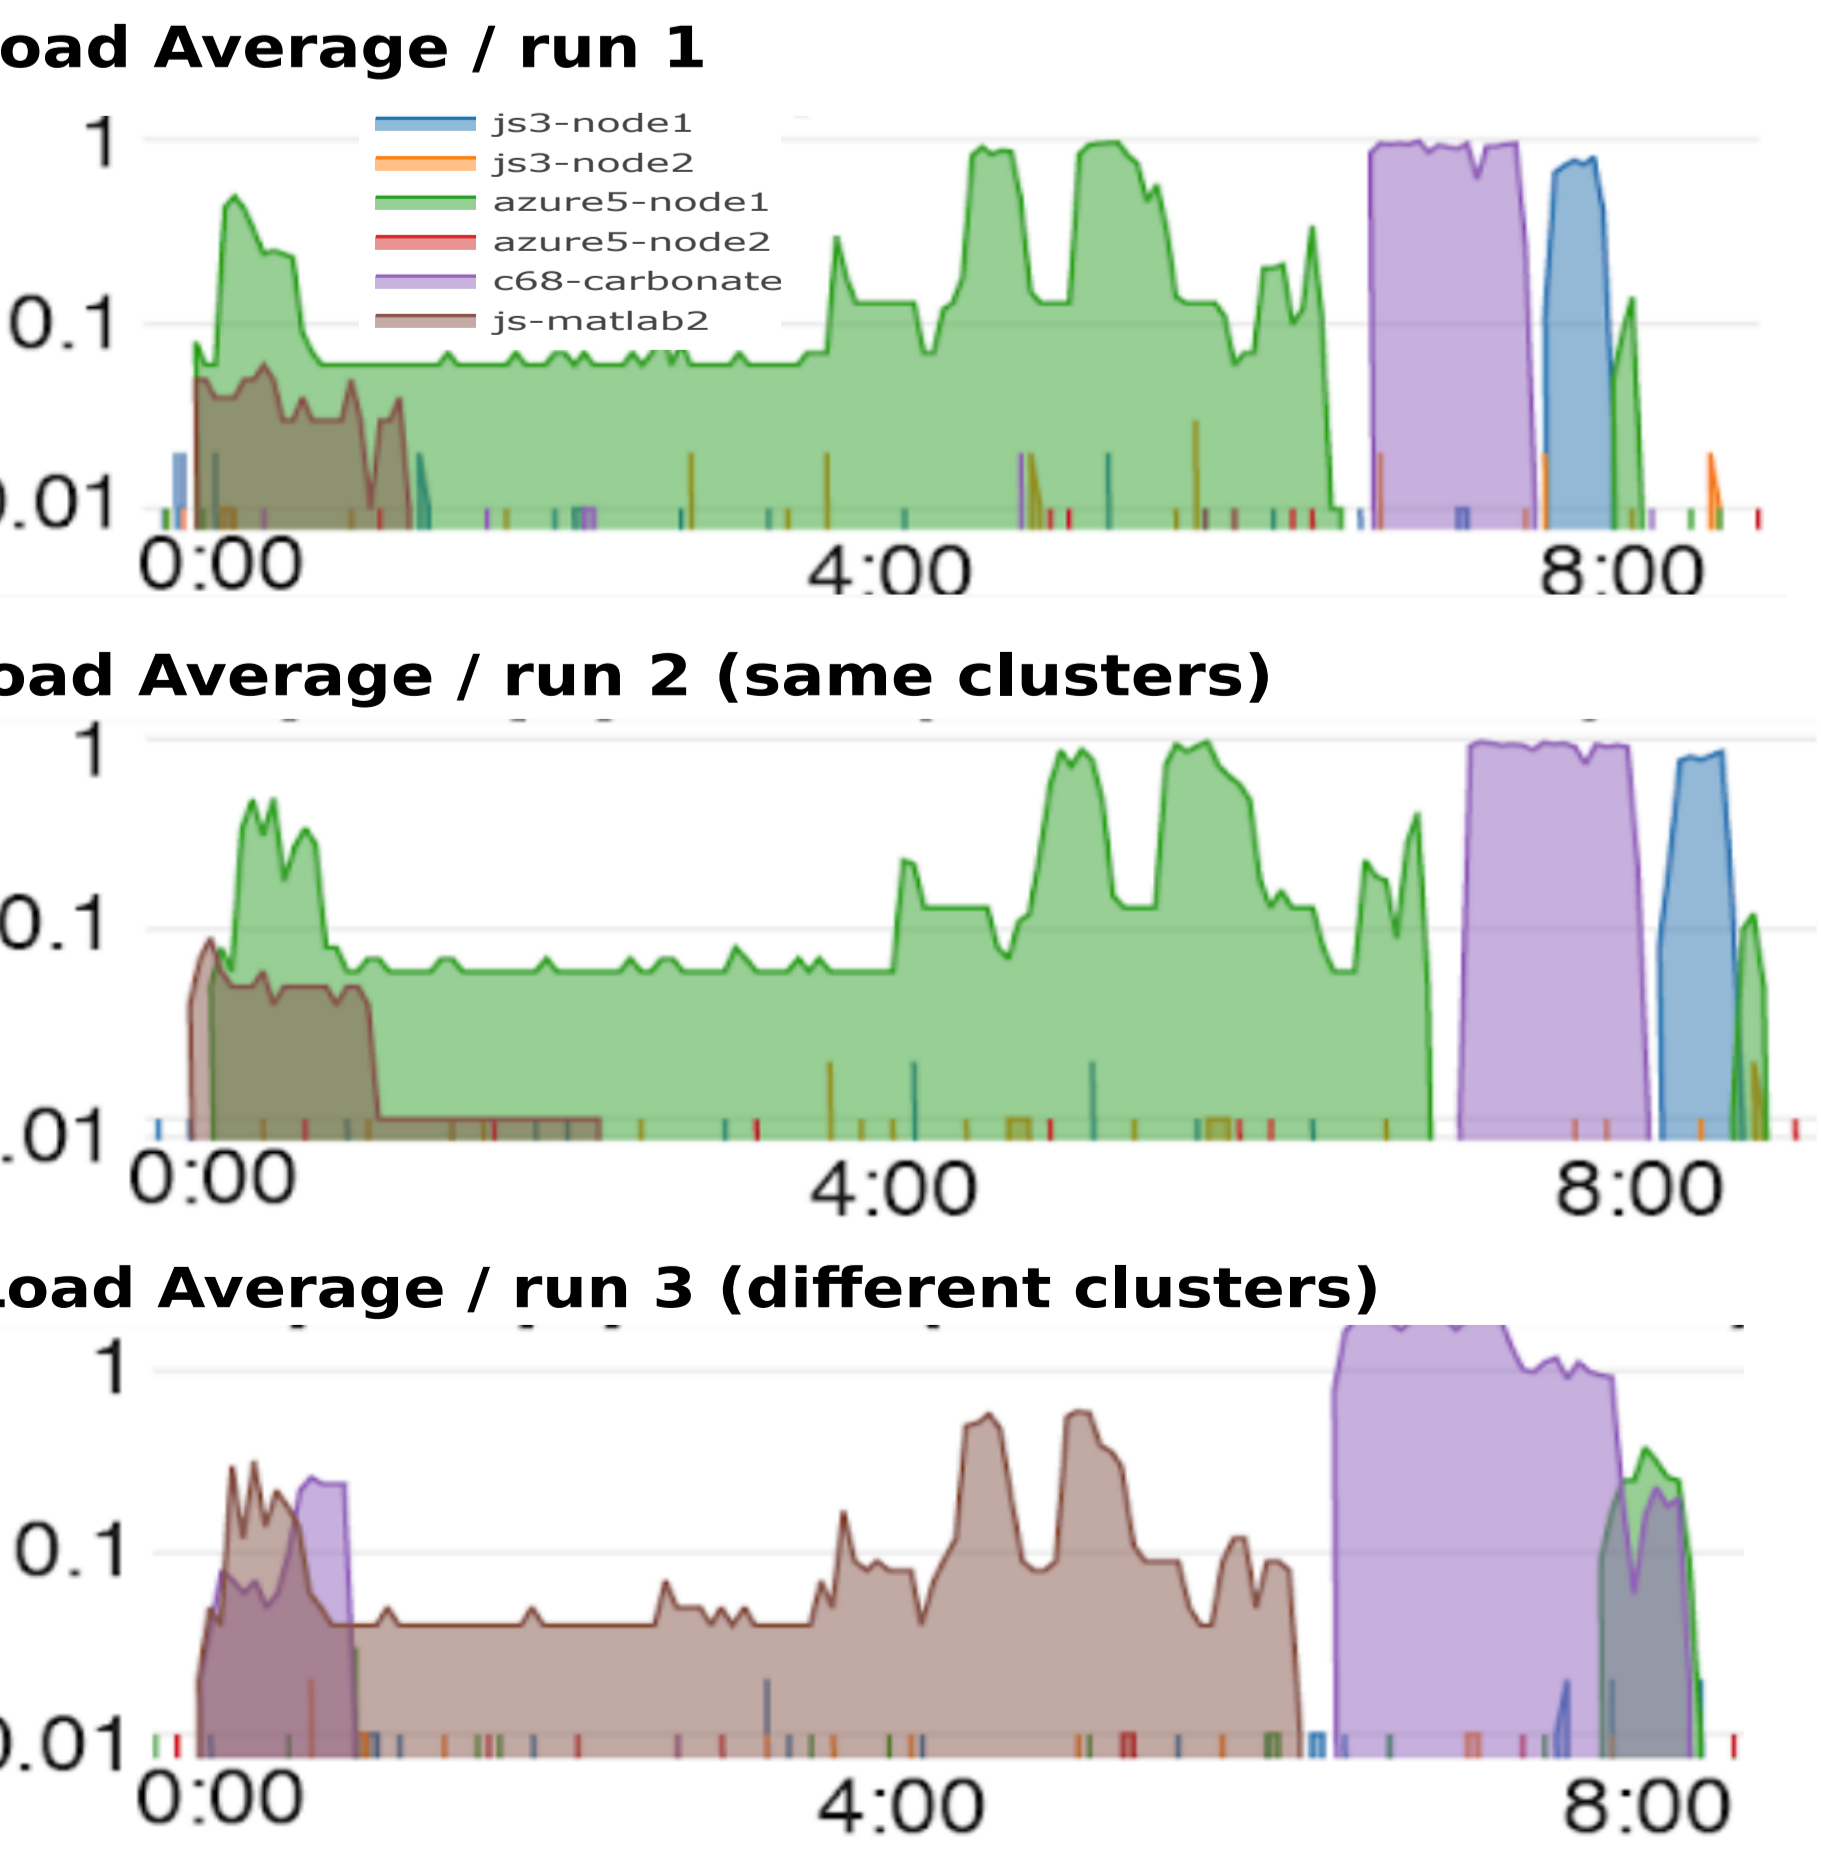 oad Average / run 1
1
js3-node1
js3-node2
azure5-node1
azure5-node2
c68-carbonate
js-matlab2
0.1
0.01
0:00 4:00 8:00
oad Average / run 2 (same clusters)
1
0.1
.01
0:00 4:00 8:00
Load Average / run 3 (different clusters)
1
0.1
0.01
0:00 4:00 8:00